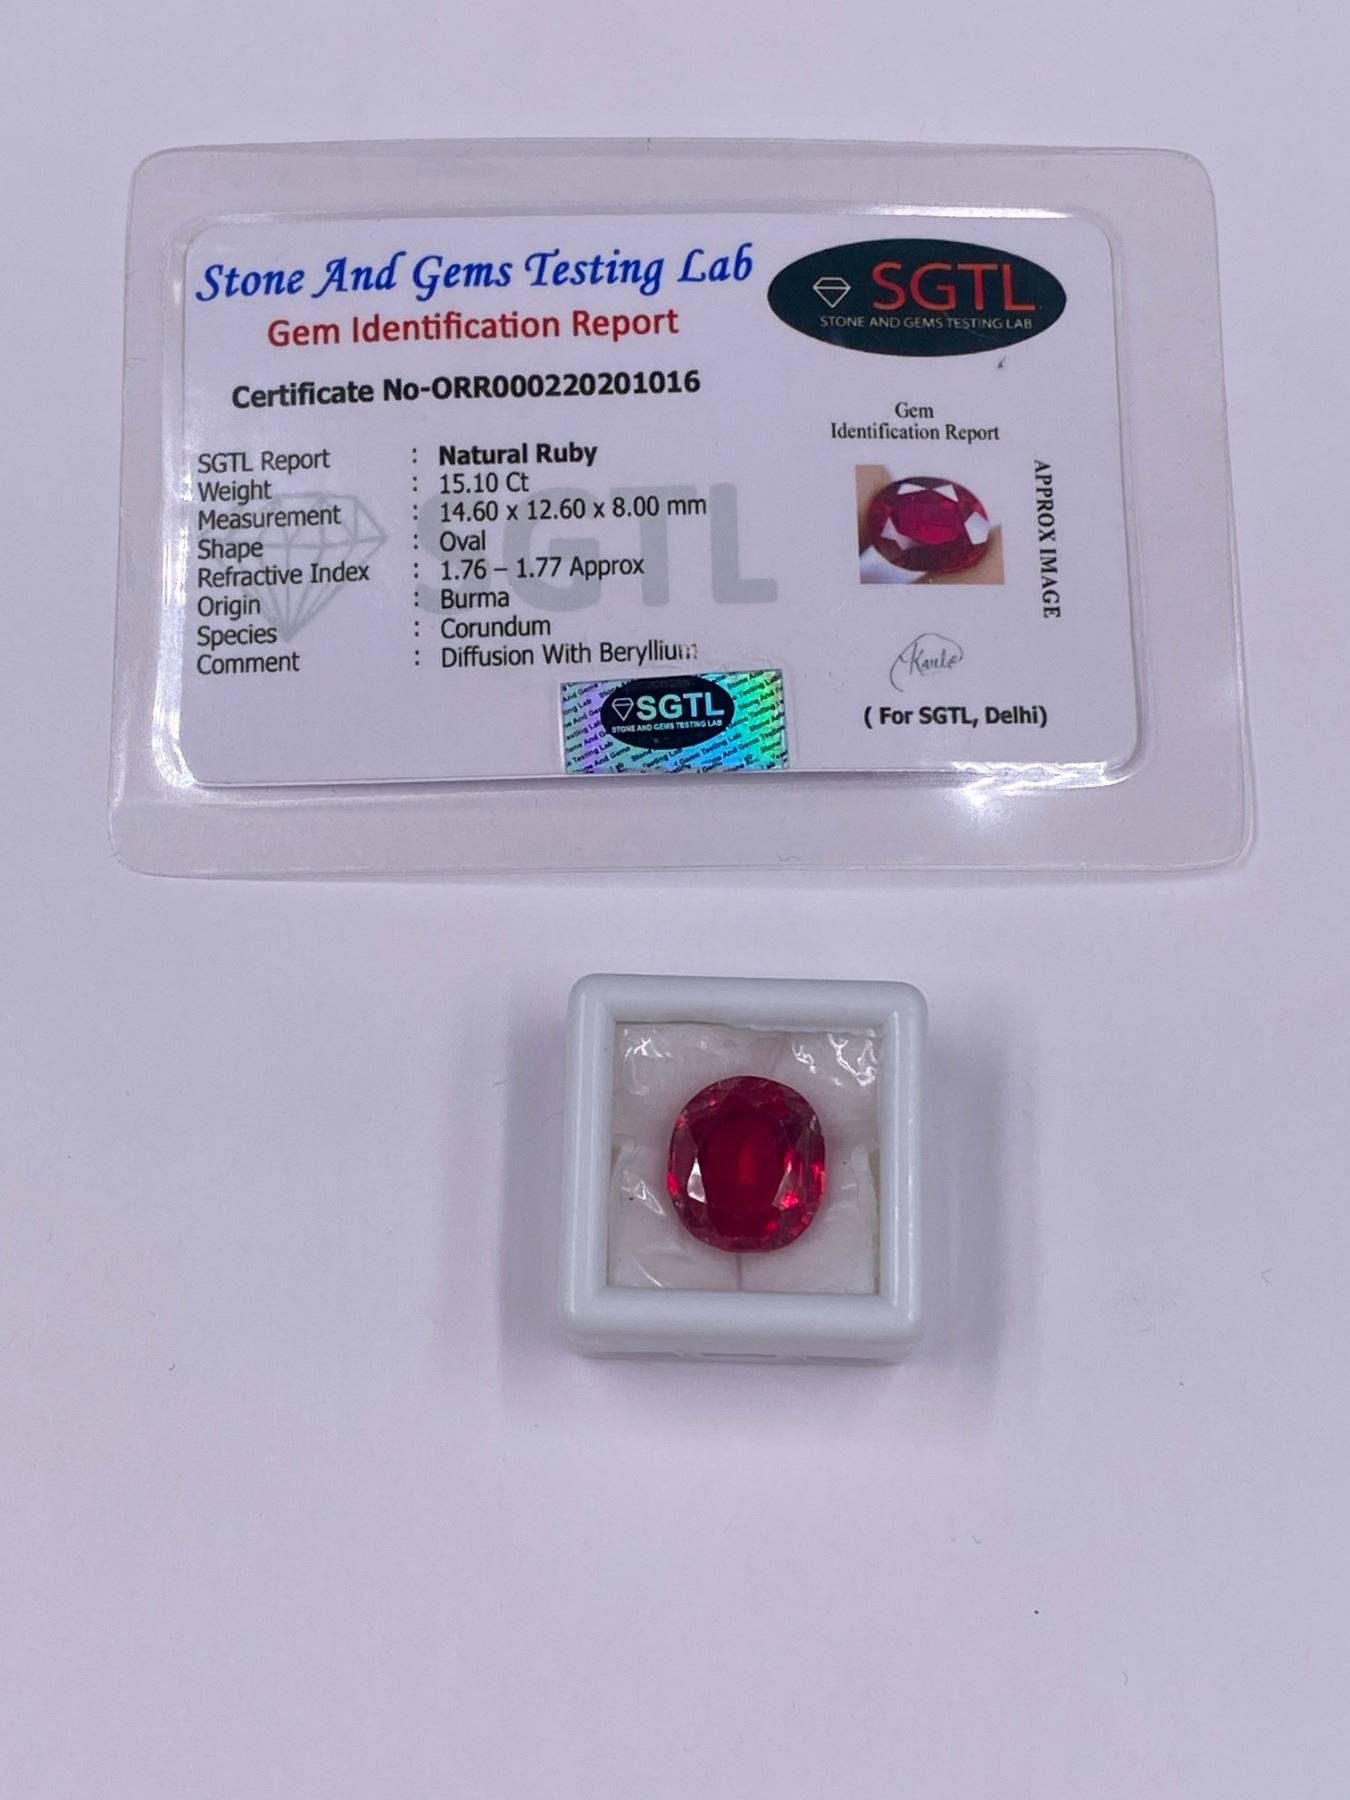 Stone And Gems Testing Lab
Gem Identification Report
Certificate No-ORR000220201016
SGTL
STONE AND GEMS TESTING LAB
SGTL Report : Natural Ruby
Weight : 15.10 Ct
Measurement : 14.60 x 12.60 x 8.00 mm
Shape : Oval
Refractive Index : 1.76 – 1.77 Approx
Origin : Burma
Species : Corundum
Comment : Diffusion With Beryllium
SGTL
Gem
Identification Report
APPROX IMAGE
( For SGTL, Delhi)
SGTL
STONE AND GEMS TESTING LAB